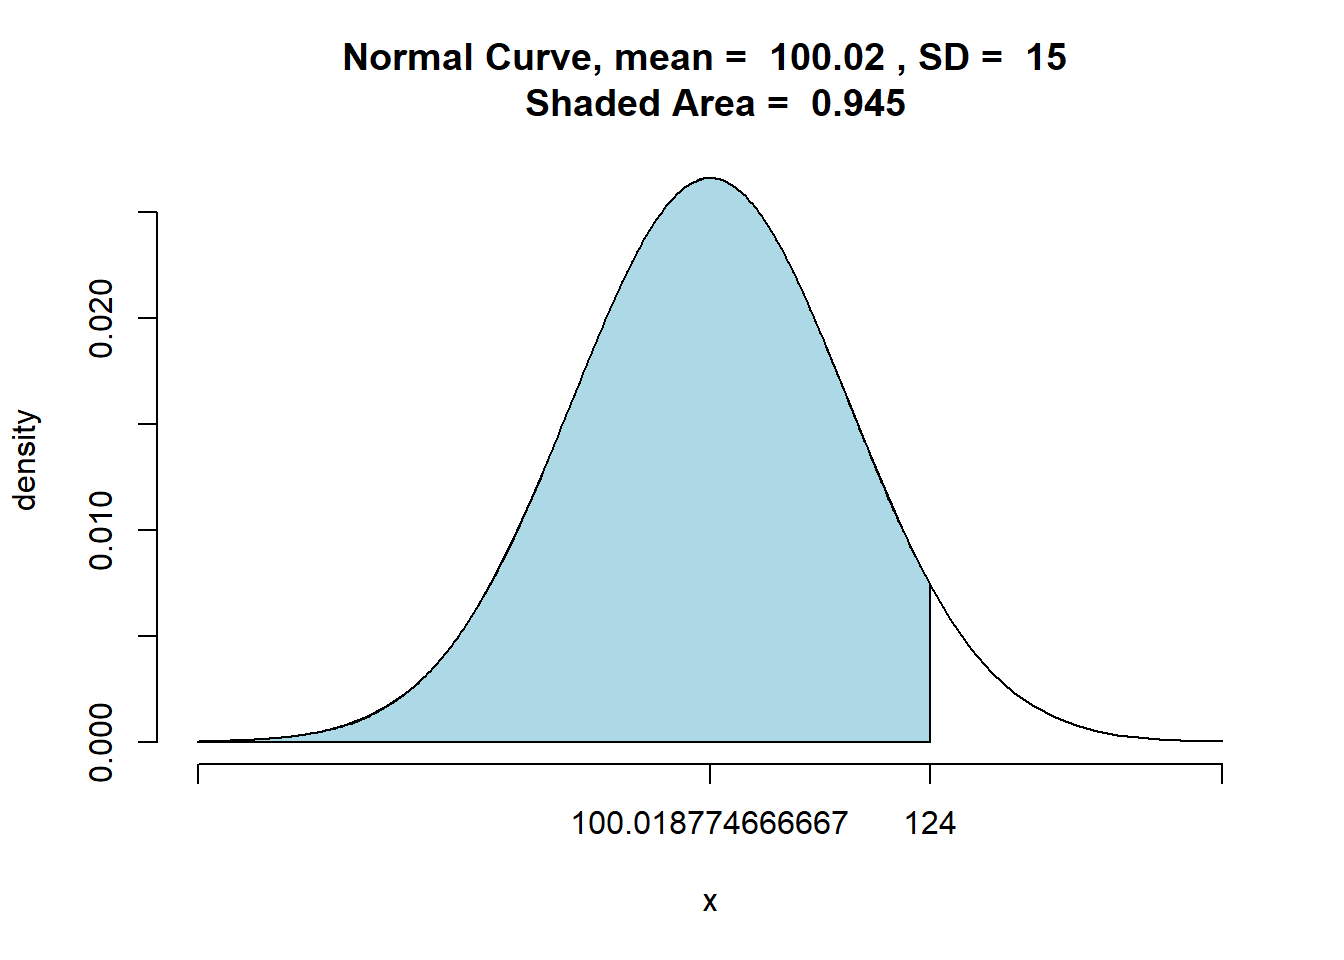 Normal Curve, mean =  100.02 , SD =  15
Shaded Area =  0.945
density
0.020
0.010
0.000
100.018774666667 124
x